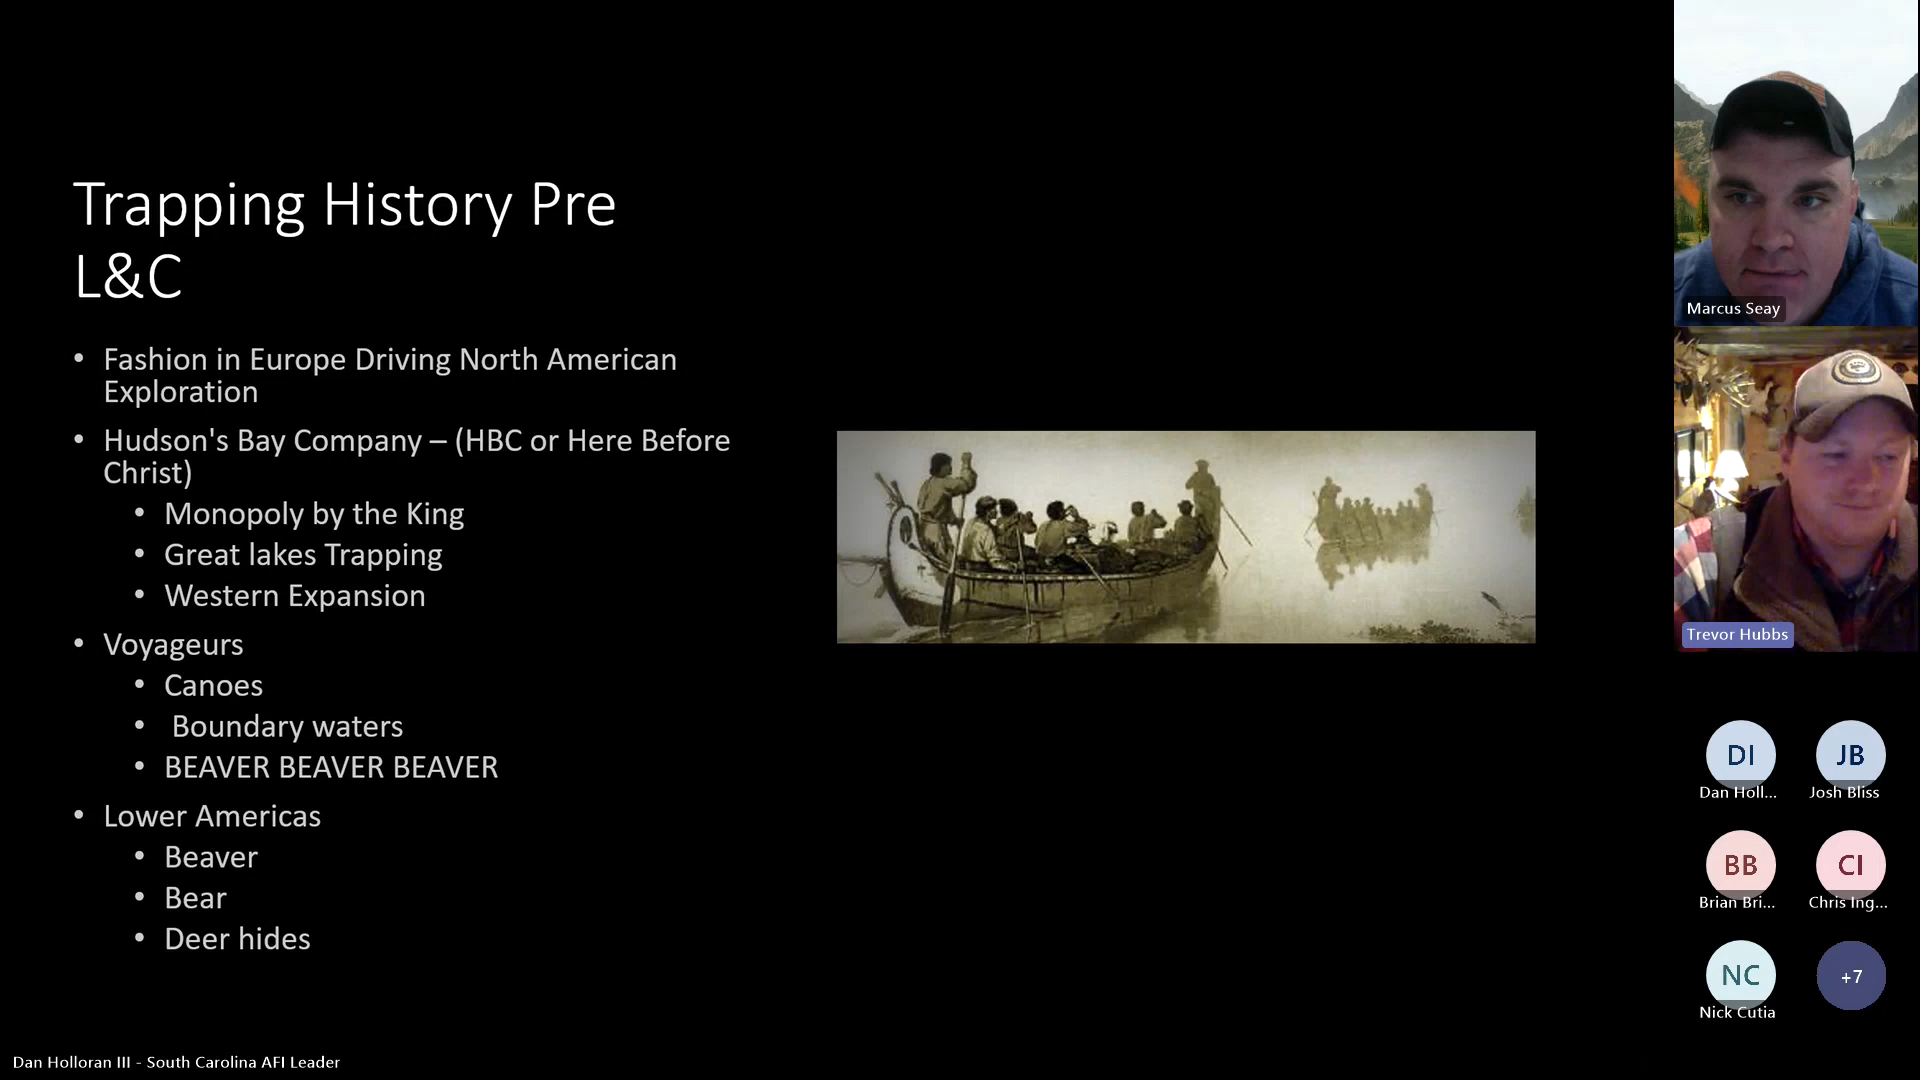 Trapping History Pre
L&C
• Fashion in Europe Driving North American
Exploration
• Hudson's Bay Company – (HBC or Here Before
Christ)
• Monopoly by the King
• Great lakes Trapping
• Western Expansion
• Voyageurs
• Canoes
• Boundary waters
• BEAVER BEAVER BEAVER
• Lower Americas
• Beaver
• Bear
• Deer hides
Marcus Seay
Trevor Hubbs
DI
Dan Holl...
JB
Josh Bliss
BB
Brian Bri...
CI
Chris Ing...
NC
Nick Cutia
+7
Dan Holloran III - South Carolina AFI Leader